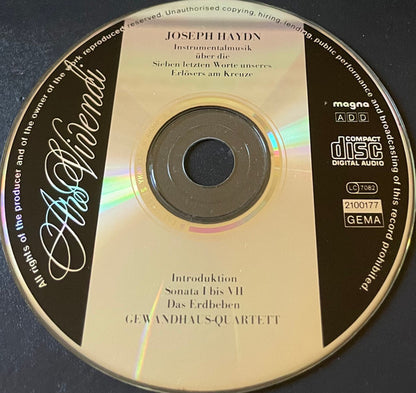 All rights of the producer and of the owner of the work reproduced reserved. Unauthorised copying, hiring, lending, public performance and broadcasting of this record prohibited.
Ars Vivendi
JOSEPH HAYDN
Instrumentalmusik
über die
Sieben letzten Worte unseres
Erlösers am Kreuze
magna
ADD
COMPACT
disc
DIGITAL AUDIO
LC 7082
2100177
GEMA
Introduktion
Sonata I bis VII
Das Erdbeben
GEWANDHAUS-QUARTETT